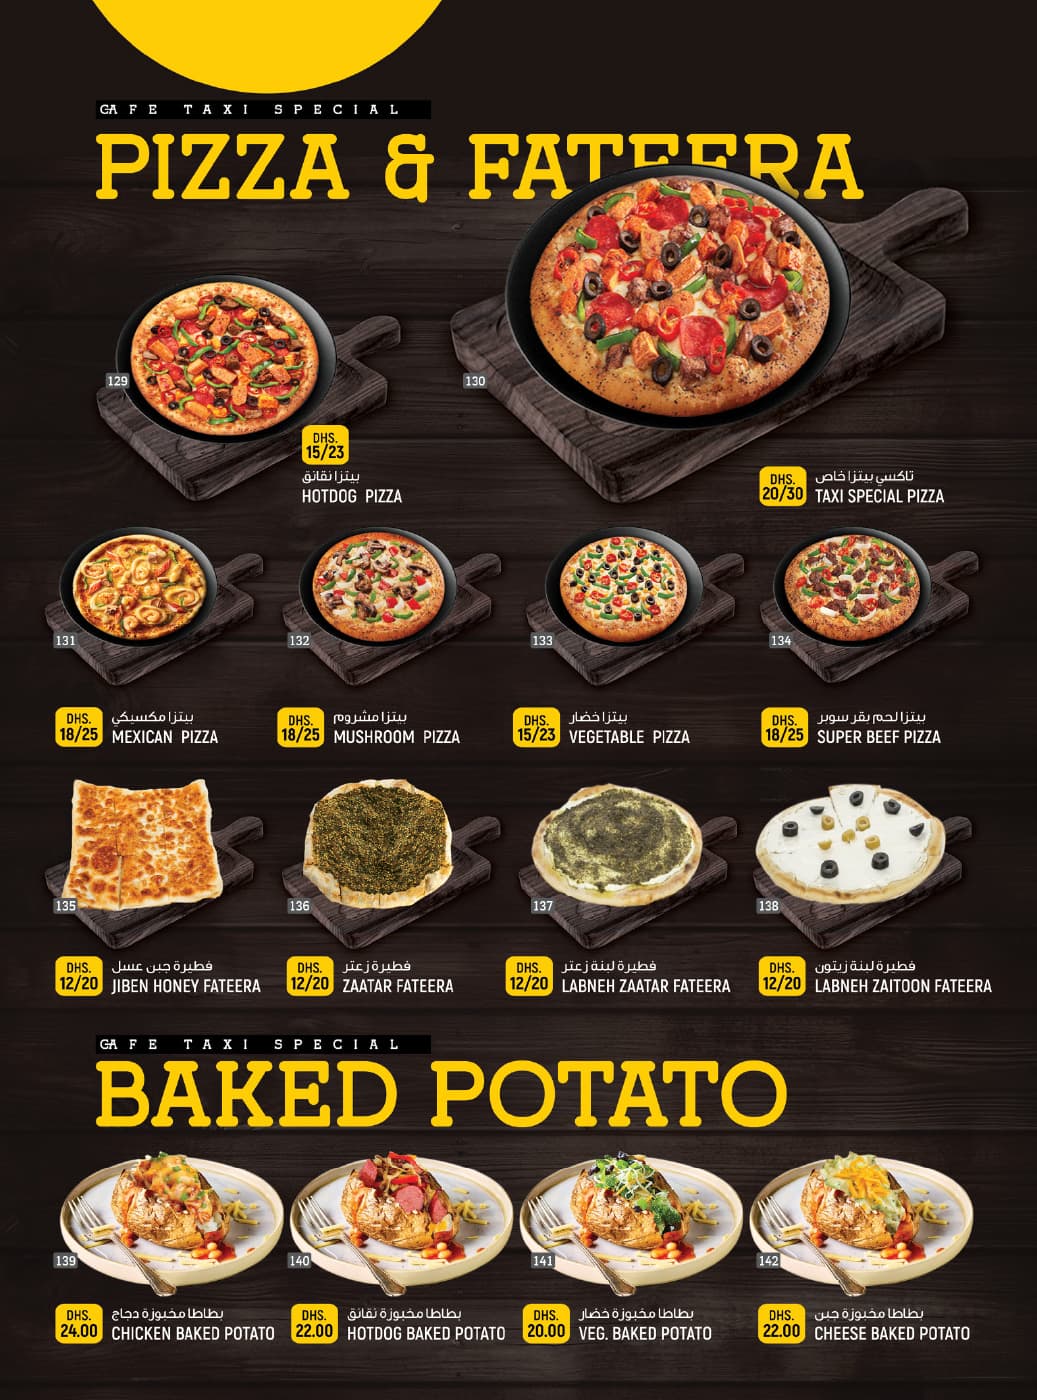 CAFE TAXI SPECIAL
PIZZA & FATEERA
129
130
DHS.
15/23
بيتزا نقانق
HOTDOG PIZZA
DHS.
20/30
تاكسي بيتزا خاص
TAXI SPECIAL PIZZA
131
132
133
134
DHS.
18/25
بيتزا مكسيكي
MEXICAN PIZZA
DHS.
18/25
بيتزا مشروم
MUSHROOM PIZZA
DHS.
15/23
بيتزا خضار
VEGETABLE PIZZA
DHS.
18/25
بيتزا لحم بقر سوبر
SUPER BEEF PIZZA
135
136
137
138
DHS.
12/20
فطيرة جبن عسل
JIBEN HONEY FATEERA
DHS.
12/20
فطيرة زعتر
ZAATAR FATEERA
DHS.
12/20
فطيرة لبنة زعتر
LABNEH ZAATAR FATEERA
DHS.
12/20
فطيرة لبنة زيتون
LABNEH ZAITOON FATEERA
CAFE TAXI SPECIAL
BAKED POTATO
139
140
141
142
DHS.
24.00
بطاطا مخبوزة دجاج
CHICKEN BAKED POTATO
DHS.
22.00
بطاطا مخبوزة نقانق
HOTDOG BAKED POTATO
DHS.
20.00
بطاطا مخبوزة خضار
VEG. BAKED POTATO
DHS.
22.00
بطاطا مخبوزة جبن
CHEESE BAKED POTATO